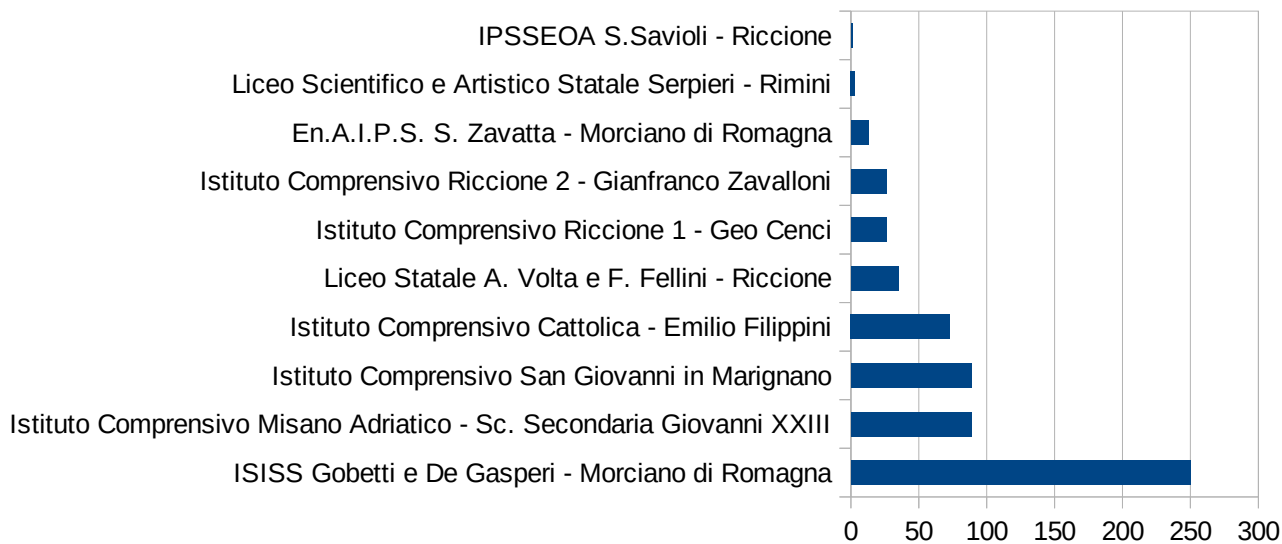 IPSSEOA S.Savioli - Riccione
Liceo Scientifico e Artistico Statale Serpieri - Rimini
En.A.I.P.S. S. Zavatta - Morciano di Romagna
Istituto Comprensivo Riccione 2 - Gianfranco Zavalloni
Istituto Comprensivo Riccione 1 - Geo Cenci
Liceo Statale A. Volta e F. Fellini - Riccione
Istituto Comprensivo Cattolica - Emilio Filippini
Istituto Comprensivo San Giovanni in Marignano
Istituto Comprensivo Misano Adriatico - Sc. Secondaria Giovanni XXIII
ISISS Gobetti e De Gasperi - Morciano di Romagna
0 50 100 150 200 250 300